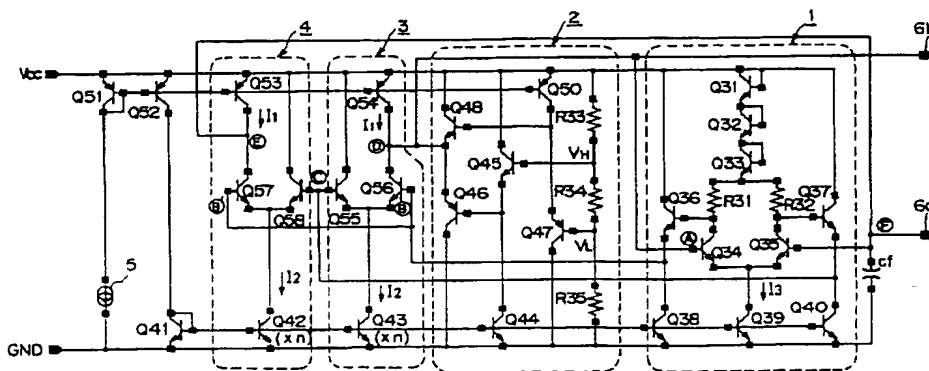 4 3 2 1
6b
Vcc
Q51 Q52 Q53 Q54 Q50 Q31
I1 I1 Q48 R33
E D Q32
Q45 VH Q33
Q57 C Q56 Q46 R34 Q36 R31 R32 Q37
B Q58 Q55 B Q47 VL A Q34 Q35 F
5 I2 I2 R35 I3 cf
Q41 Q42 (×n) Q43 (×n) Q44 Q38 Q39 Q40
GND